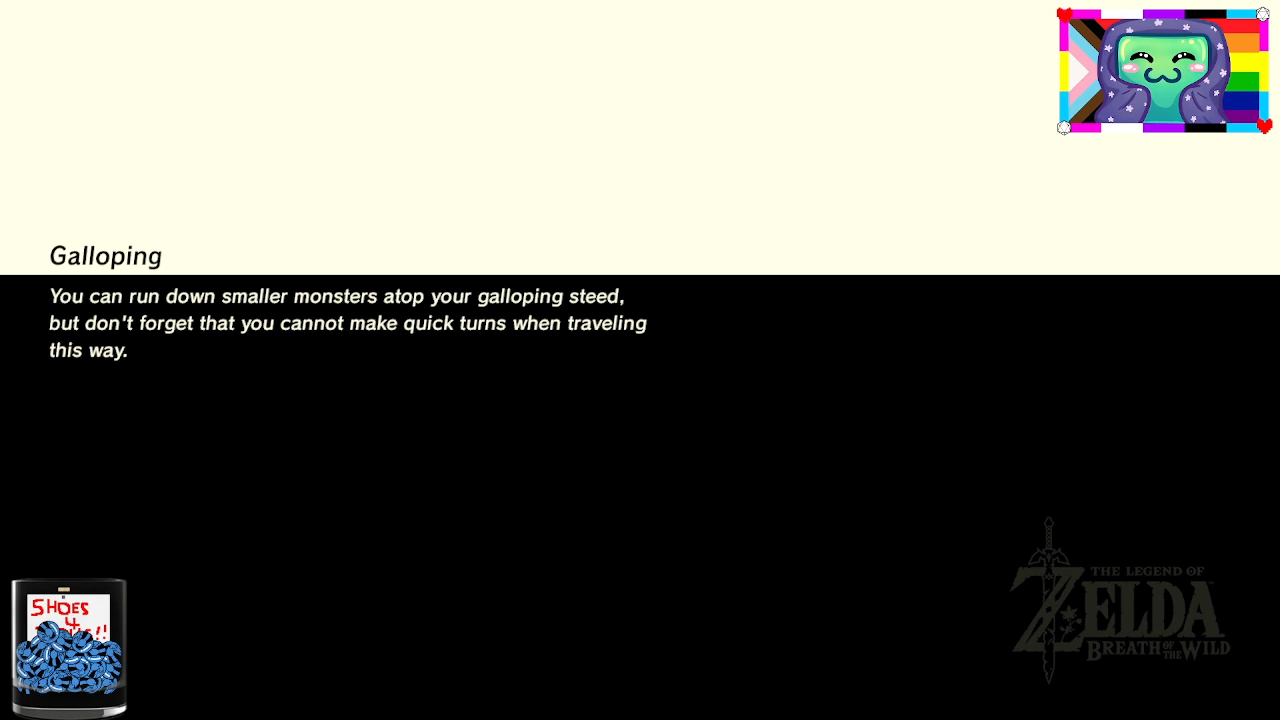 Galloping
You can run down smaller monsters atop your galloping steed,
but don't forget that you cannot make quick turns when traveling
this way.
THE LEGEND OF
ZELDA
BREATH OF THE WILD
SHOES
4